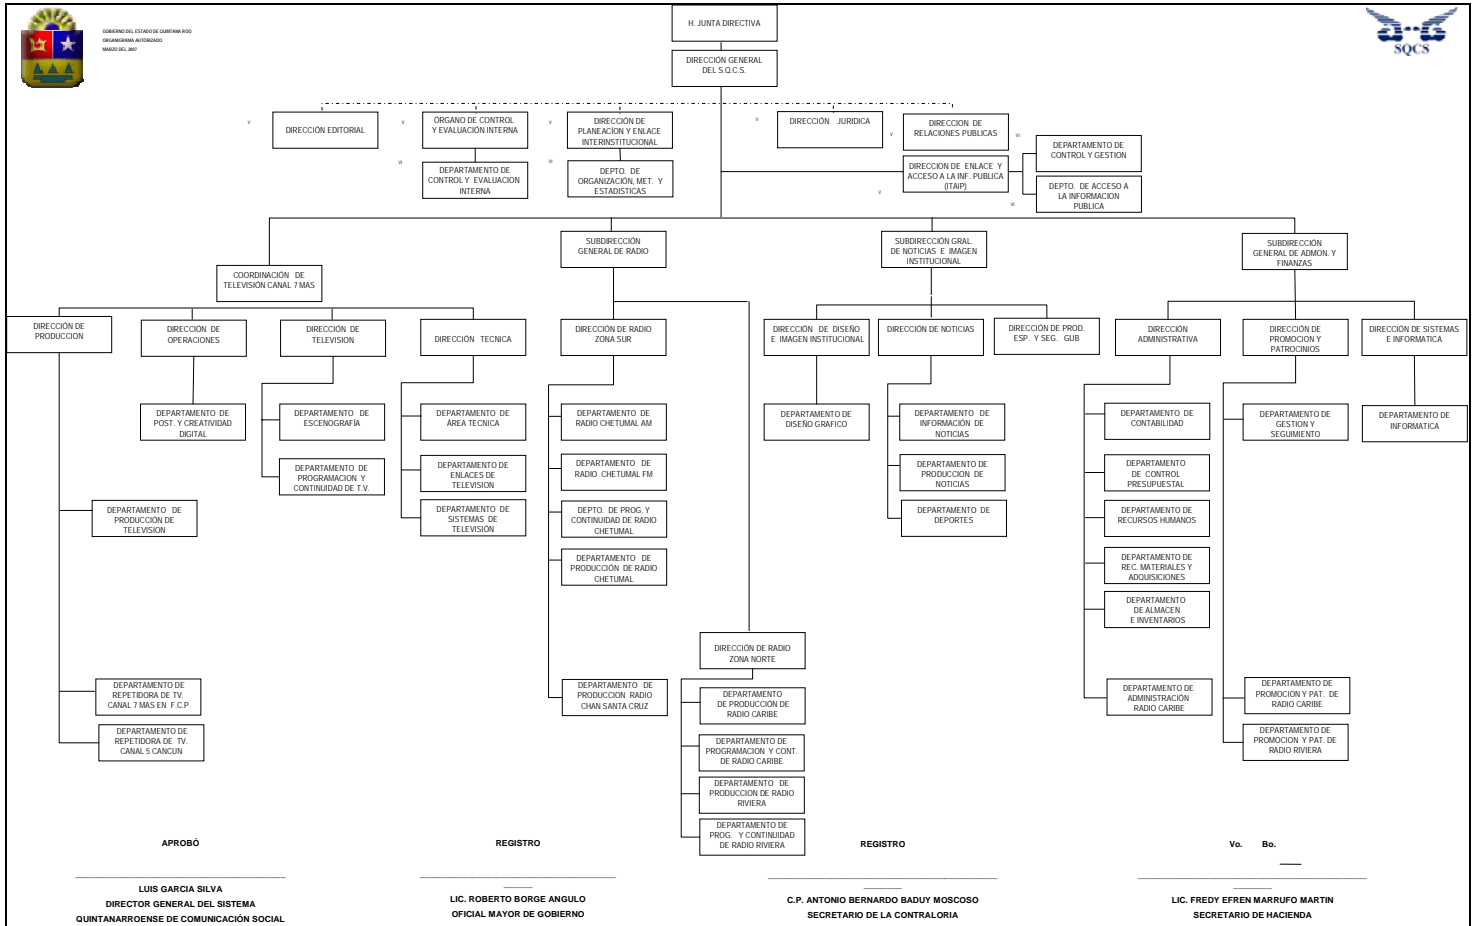 GOBIERNO DEL ESTADO DE QUINTANA ROO
ORGANIGRAMA AUTORIZADO
MARZO DEL 2007
SQCS
H. JUNTA DIRECTIVA
DIRECCIÓN GENERAL
DEL S.Q.C.S.
V
DIRECCIÓN EDITORIAL
V
ÓRGANO DE CONTROL
Y EVALUACIÓN INTERNA
V
DIRECCIÓN DE
PLANEACÍON Y ENLACE
INTERINSTITUCIONAL
V
DIRECCIÓN JURIDICA
V
DIRECCION DE
RELACIONES PUBLICAS
VI
DEPARTAMENTO DE
CONTROL Y EVALUACION
INTERNA
VI
DEPTO. DE
ORGANIZACIÓN, MET. Y
ESTADISTICAS
V
DIRECCION DE ENLACE Y
ACCESO A LA INF. PUBLICA
(ITAIP)
VI
DEPARTAMENTO DE
CONTROL Y GESTION
VI
DEPTO. DE ACCESO A
LA INFORMACION
PUBLICA
COORDINACIÓN DE
TELEVISIÓN CANAL 7 MAS
SUBDIRECCIÓN
GENERAL DE RADIO
SUBDIRECCIÓN GRAL.
DE NOTICIAS E IMAGEN
INSTITUCIONAL
SUBDIRECCIÓN
GENERAL DE ADMON. Y
FINANZAS
DIRECCIÓN DE
PRODUCCION
DIRECCIÓN DE
OPERACIONES
DIRECCIÓN DE
TELEVISION
DIRECCIÓN TECNICA
DIRECCIÓN DE RADIO
ZONA SUR
DIRECCIÓN DE DISEÑO
E IMAGEN INSTITUCIONAL
DIRECCIÓN DE NOTICIAS
DIRECCIÓN DE PROD.
ESP. Y SEG. GUB
DIRECCIÓN
ADMINISTRATIVA
DIRECCIÓN DE
PROMOCION Y
PATROCINIOS
DIRECCIÓN DE SISTEMAS
E INFORMATICA
DEPARTAMENTO DE
POST. Y CREATIVIDAD
DIGITAL
DEPARTAMENTO DE
ESCENOGRAFÍA
DEPARTAMENTO DE
ÁREA TECNICA
DEPARTAMENTO DE
RADIO CHETUMAL AM
DEPARTAMENTO DE
DISEÑO GRAFICO
DEPARTAMENTO DE
INFORMACIÓN DE
NOTICIAS
DEPARTAMENTO DE
CONTABILIDAD
DEPARTAMENTO DE
GESTION Y
SEGUIMIENTO
DEPARTAMENTO DE
INFORMATICA
DEPARTAMENTO DE
PROGRAMACION Y
CONTINUIDAD DE T.V.
DEPARTAMENTO DE
ENLACES DE
TELEVISION
DEPARTAMENTO DE
RADIO CHETUMAL FM
DEPARTAMENTO DE
PRODUCCION DE
NOTICIAS
DEPARTAMENTO
DE CONTROL
PRESUPUESTAL
DEPARTAMENTO DE
PRODUCCIÓN DE
TELEVISION
DEPARTAMENTO DE
SISTEMAS DE
TELEVISIÓN
DEPTO. DE PROG. Y
CONTINUIDAD DE RADIO
CHETUMAL
DEPARTAMENTO DE
DEPORTES
DEPARTAMENTO DE
RECURSOS HUMANOS
DEPARTAMENTO DE
PRODUCCIÓN DE RADIO
CHETUMAL
DEPARTAMENTO DE
REC. MATERIALES Y
ADQUISICIONES
DEPARTAMENTO
DE ALMACEN
E INVENTARIOS
DIRECCIÓN DE RADIO
ZONA NORTE
DEPARTAMENTO DE
REPETIDORA DE TV.
CANAL 7 MAS EN F.C.P
DEPARTAMENTO DE
PRODUCCION RADIO
CHAN SANTA CRUZ
DEPARTAMENTO
DE PRODUCCIÓN DE
RADIO CARIBE
DEPARTAMENTO DE
ADMINISTRACIÓN
RADIO CARIBE
DEPARTAMENTO DE
PROMOCION Y PAT. DE
RADIO CARIBE
DEPARTAMENTO DE
REPETIDORA DE TV.
CANAL 5 CANCUN
DEPARTAMENTO DE
PROGRAMACION Y CONT.
DE RADIO CARIBE
DEPARTAMENTO DE
PROMOCION Y PAT. DE
RADIO RIVIERA
DEPARTAMENTO DE
PRODUCCION DE RADIO
RIVIERA
DEPARTAMENTO DE
PROG. Y CONTINUIDAD
DE RADIO RIVIERA
APROBÓ
LUIS GARCIA SILVA
DIRECTOR GENERAL DEL SISTEMA
QUINTANARROENSE DE COMUNICACIÓN SOCIAL
REGISTRO
LIC. ROBERTO BORGE ANGULO
OFICIAL MAYOR DE GOBIERNO
REGISTRO
C.P. ANTONIO BERNARDO BADUY MOSCOSO
SECRETARIO DE LA CONTRALORIA
Vo. Bo.
LIC. FREDY EFREN MARRUFO MARTIN
SECRETARIO DE HACIENDA